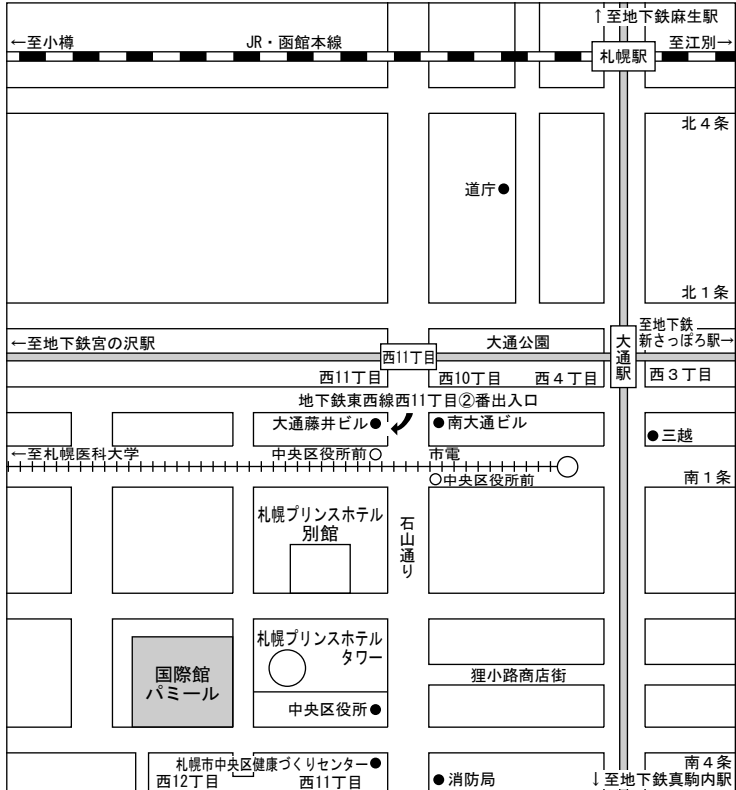 ↑至地下鉄麻生駅
←至小樽
JR・函館本線
札幌駅
至江別→
北4条
道庁●
北1条
←至地下鉄宮の沢駅
大通公園
大通駅
至地下鉄
新さっぽろ駅→
西11丁目
西11丁目
西10丁目
西4丁目
西3丁目
地下鉄東西線西11丁目②番出入口
大通藤井ビル●
●南大通ビル
●三越
←至札幌医科大学
中央区役所前○
市電
○中央区役所前
南1条
札幌プリンスホテル
別館
石山通り
札幌プリンスホテル
タワー
国際館
パミール
狸小路商店街
中央区役所●
札幌市中央区健康づくりセンター●
南4条
西12丁目
西11丁目
●消防局
↓至地下鉄真駒内駅